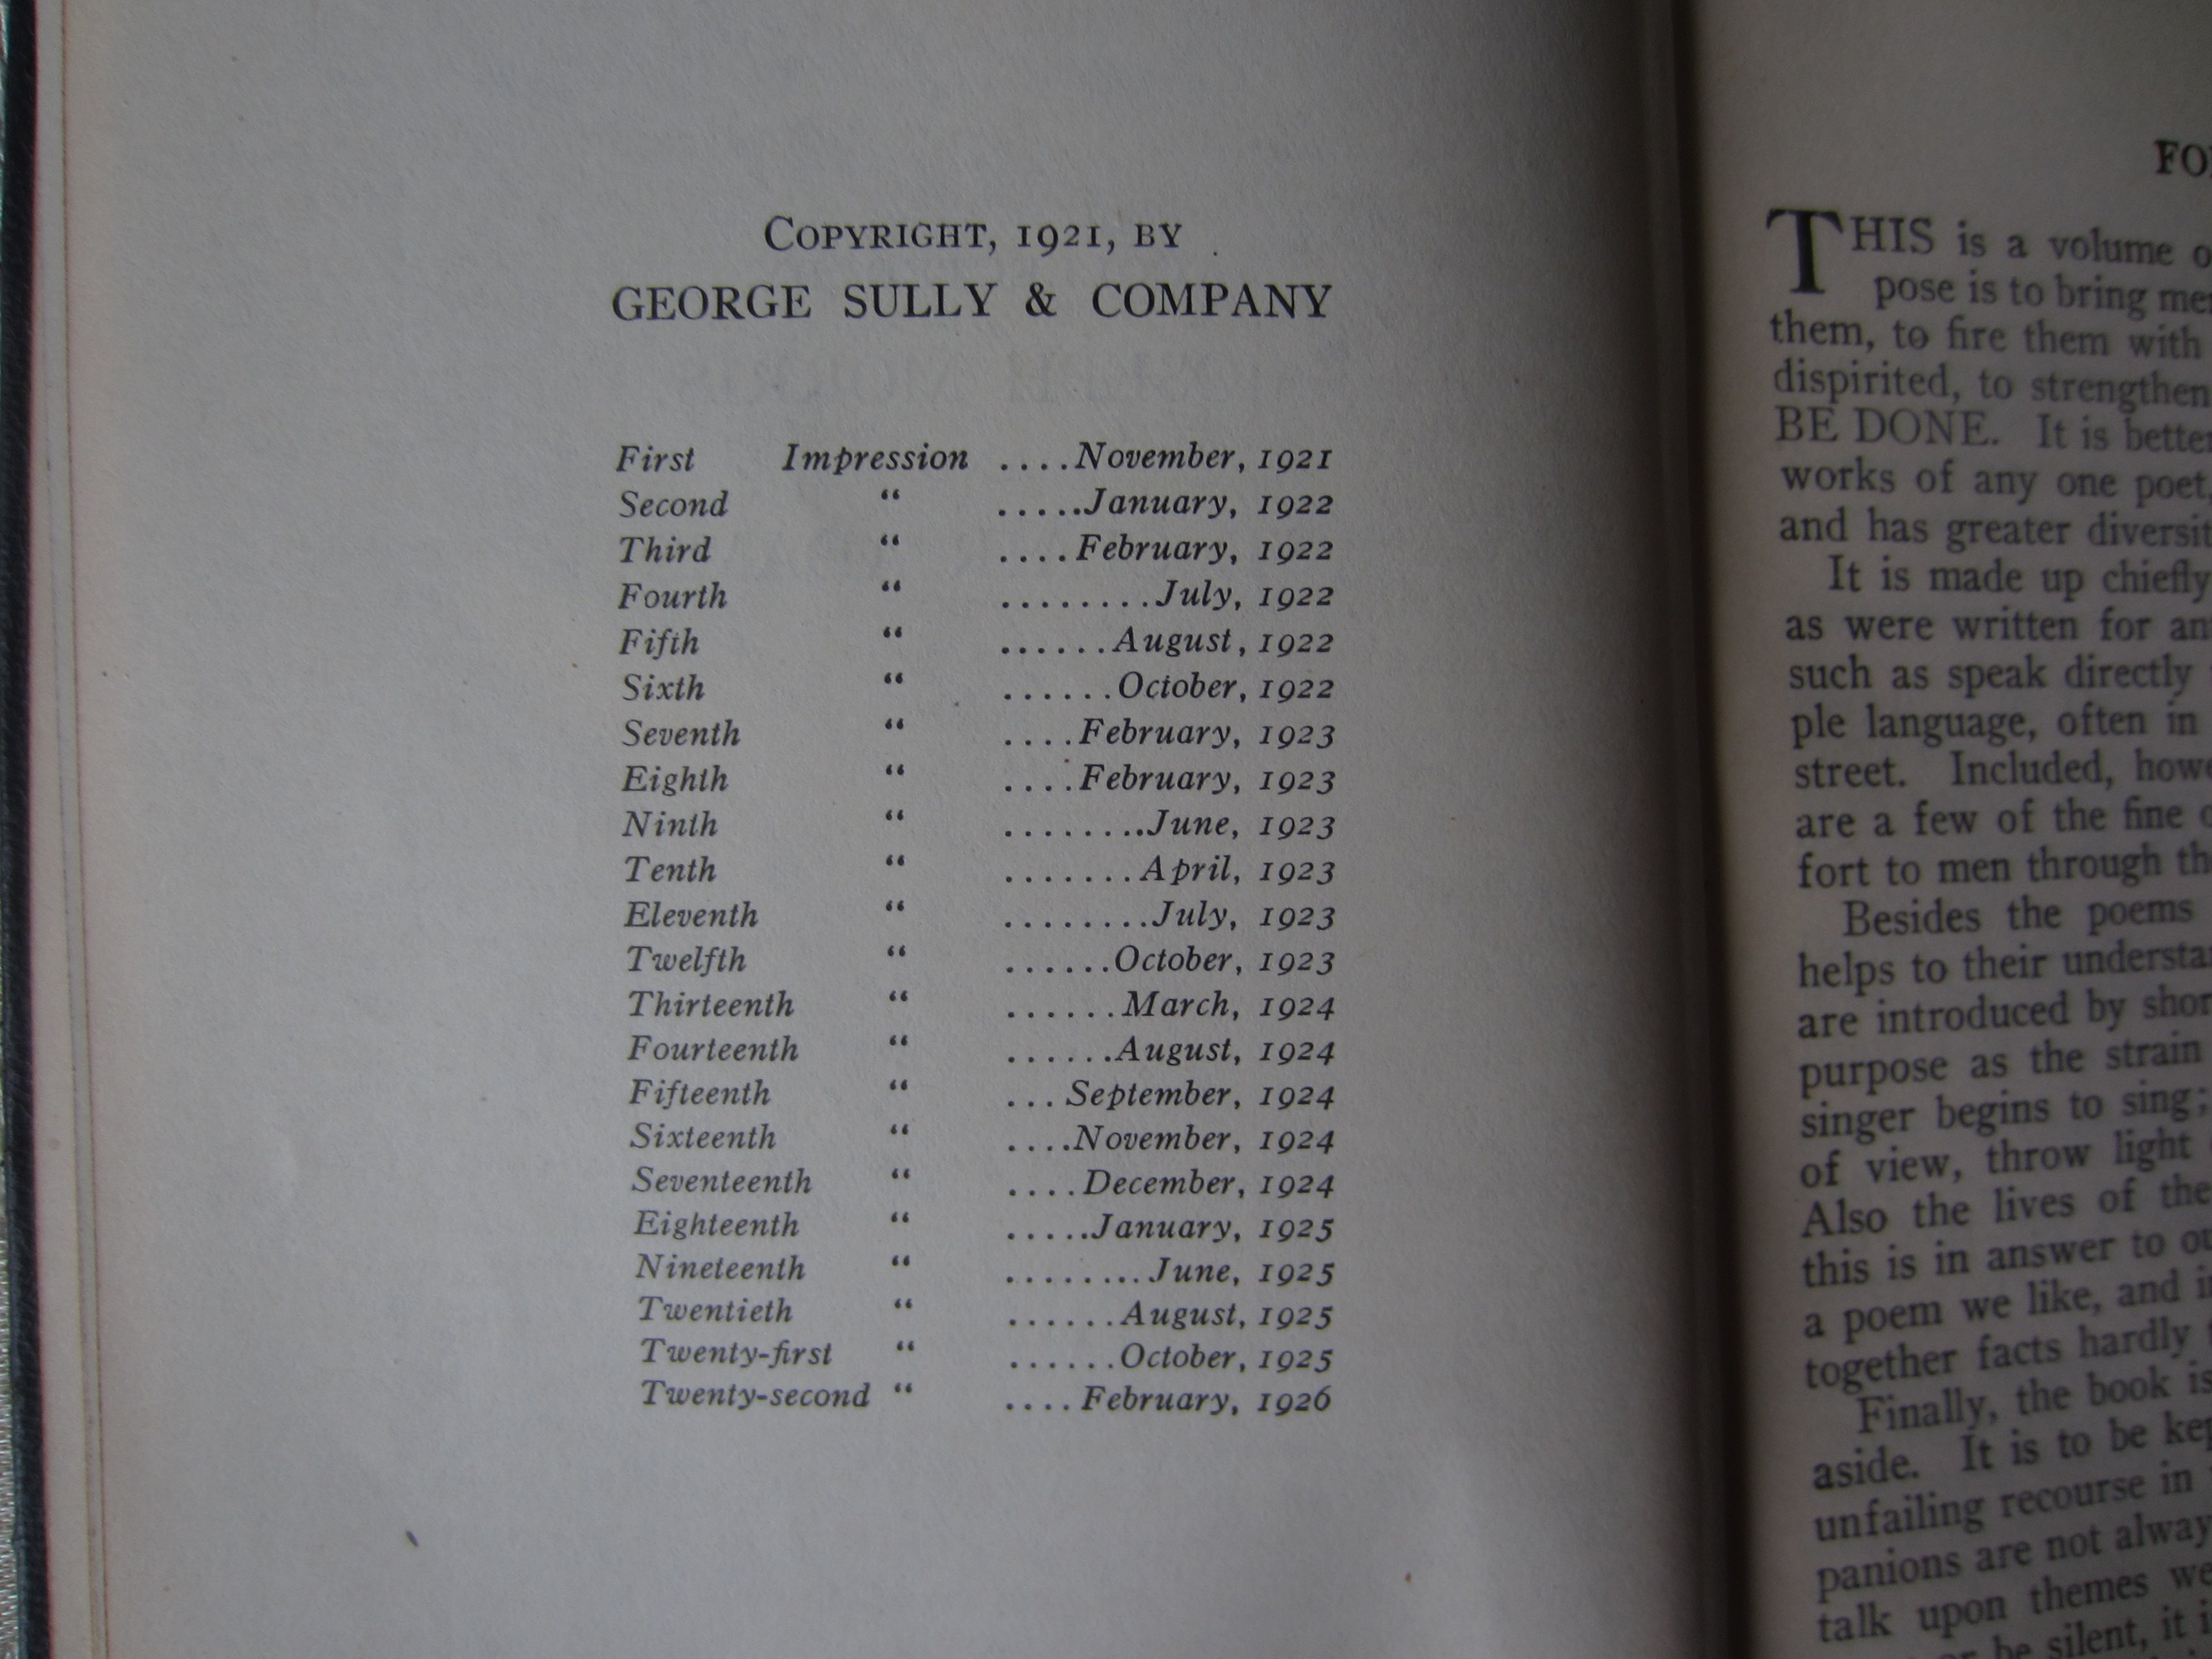 COPYRIGHT, 1921, BY
GEORGE SULLY & COMPANY
First Impression ....November, 1921
Second “ .....January, 1922
Third “ ....February, 1922
Fourth “ ........July, 1922
Fifth “ ......August, 1922
Sixth “ ......October, 1922
Seventh “ ....February, 1923
Eighth “ ....February, 1923
Ninth “ ........June, 1923
Tenth “ .......April, 1923
Eleventh “ ........July, 1923
Twelfth “ ......October, 1923
Thirteenth “ ......March, 1924
Fourteenth “ ......August, 1924
Fifteenth “ ...September, 1924
Sixteenth “ ....November, 1924
Seventeenth “ ....December, 1924
Eighteenth “ .....January, 1925
Nineteenth “ ........June, 1925
Twentieth “ ......August, 1925
Twenty-first “ ......October, 1925
Twenty-second “ ....February, 1926
THIS is a volume
pose is to bring
them, to fire them with
dispirited, to strengthen
BE DONE. It is better
works of any one poet,
and has greater
It is made up chiefly
as were written for
such as speak directly
ple language, often in
street. Included,
are a few of the fine
fort to men through
Besides the poems
helps to their
are introduced by
purpose as the strain
singer begins to sing;
of view, throw light
Also the lives of the
this is in answer to
a poem we like, and
together facts hardly
Finally, the book is
aside. It is to be
unfailing recourse in
panions are not
talk upon themes
be silent, it